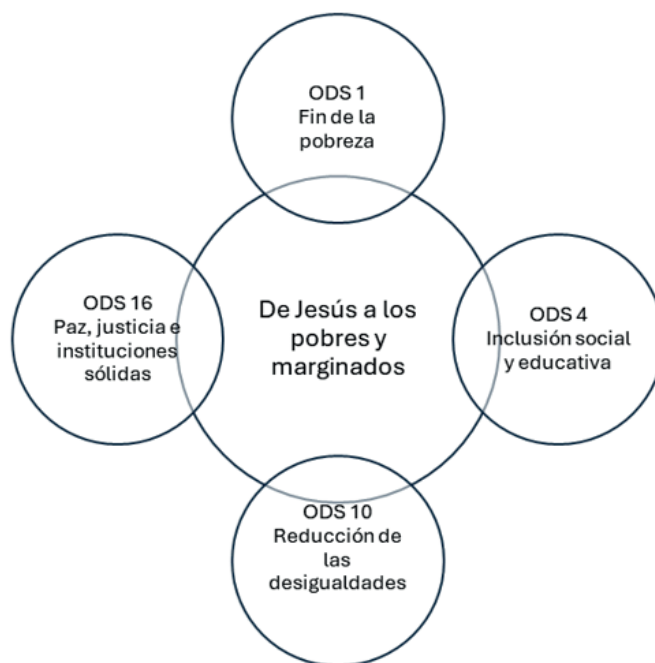 ODS 1
Fin de la
pobreza
ODS 16
Paz, justicia e
instituciones
sólidas
De Jesús a los
pobres y
marginados
ODS 4
Inclusión social
y educativa
ODS 10
Reducción de
las
desigualdades